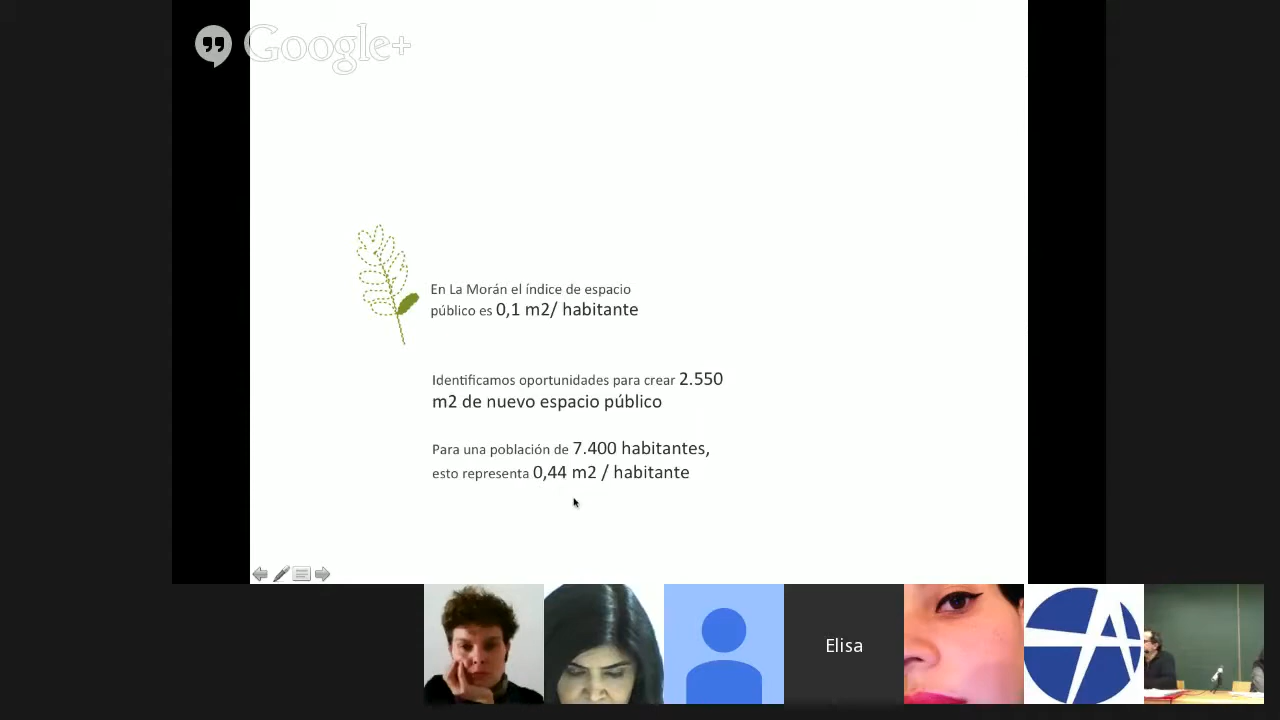 Google+
En La Morán el índice de espacio
público es 0,1 m2/ habitante
Identificamos oportunidades para crear 2.550
m2 de nuevo espacio público
Para una población de 7.400 habitantes,
esto representa 0,44 m2 / habitante
Elisa